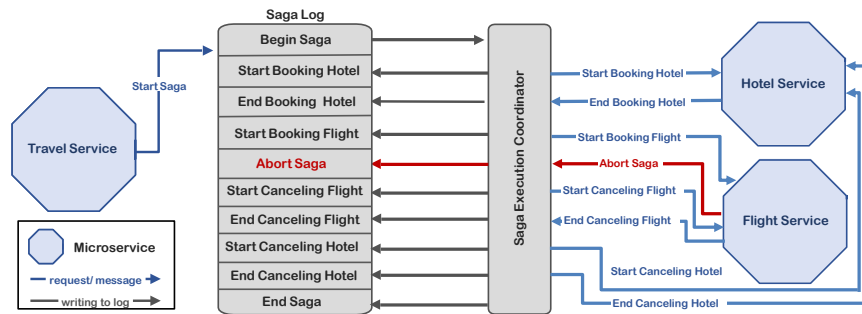 Saga Log
Begin Saga
Start Booking Hotel
End Booking  Hotel
Start Booking Flight
Abort Saga
Start Canceling Flight
End Canceling Flight
Start Canceling Hotel
End Canceling Hotel
End Saga
Travel Service
Start Saga
Microservice
request/ message
writing to log
Saga Execution Coordinator
Start Booking Hotel
End Booking Hotel
Start Booking Flight
Abort Saga
Start Canceling Flight
End Canceling Flight
Start Canceling Hotel
End Canceling Hotel
Hotel Service
Flight Service